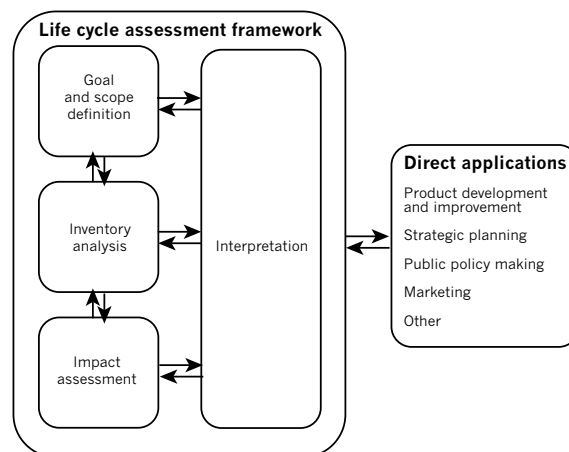 Life cycle assessment framework
Goal
and scope
definition
Inventory
analysis
Impact
assessment
Interpretation
Direct applications
Product development
and improvement
Strategic planning
Public policy making
Marketing
Other